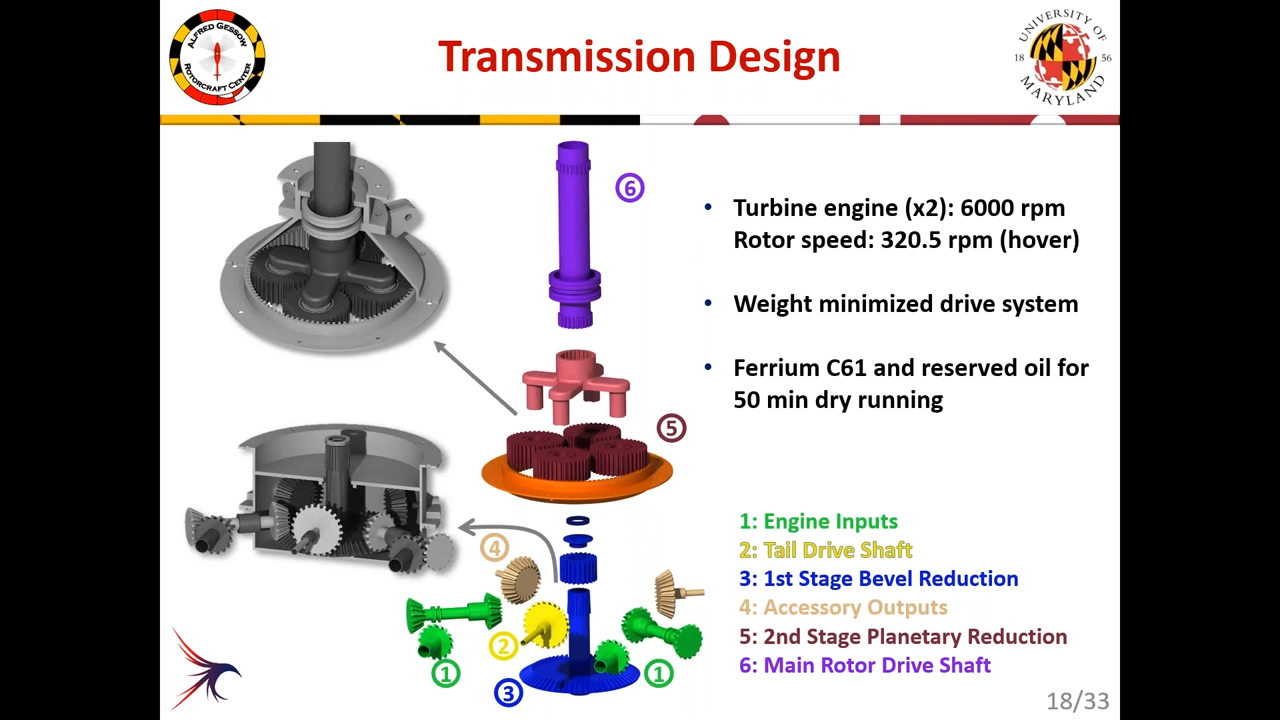 ALFRED GESSOW
ROTORCRAFT CENTER
Transmission Design
UNIVERSITY OF
18 56
MARYLAND
6
• Turbine engine (x2): 6000 rpm
Rotor speed: 320.5 rpm (hover)
• Weight minimized drive system
• Ferrium C61 and reserved oil for
50 min dry running
5
4
2
1
1
3
1: Engine Inputs
2: Tail Drive Shaft
3: 1st Stage Bevel Reduction
4: Accessory Outputs
5: 2nd Stage Planetary Reduction
6: Main Rotor Drive Shaft
18/33